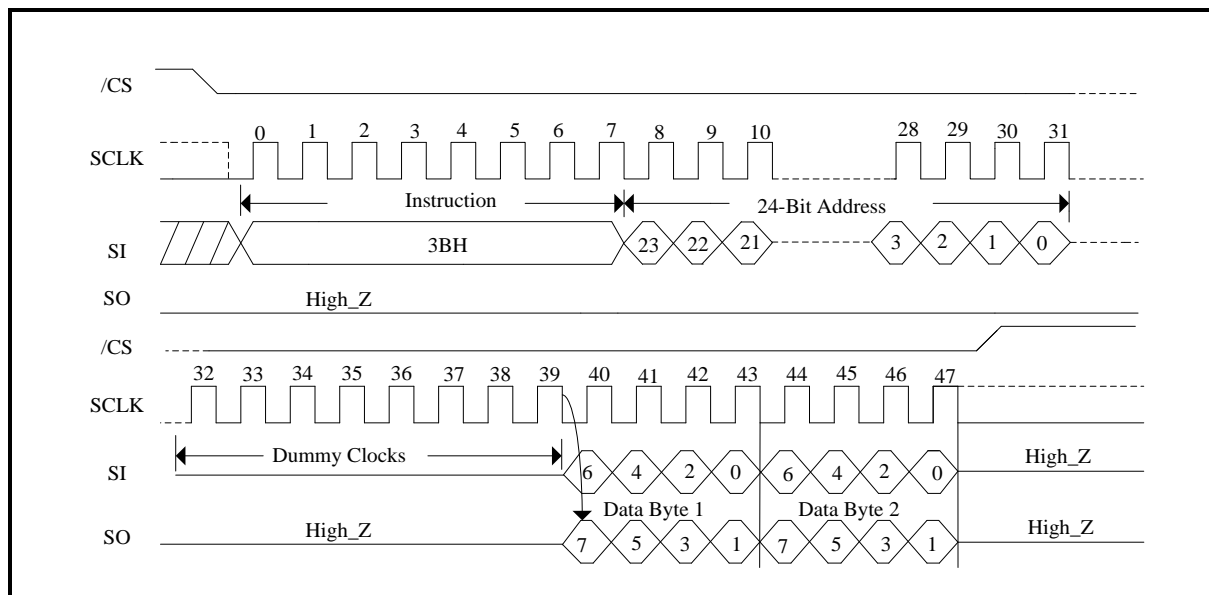 /CS
0 1 2 3 4 5 6 7 8 9 10 28 29 30 31
SCLK
Instruction 24-Bit Address
SI 3BH 23 22 21 3 2 1 0
SO High_Z
/CS
32 33 34 35 36 37 38 39 40 41 42 43 44 45 46 47
SCLK
Dummy Clocks
SI 6 4 2 0 6 4 2 0 High_Z
Data Byte 1 Data Byte 2
SO High_Z 7 5 3 1 7 5 3 1 High_Z